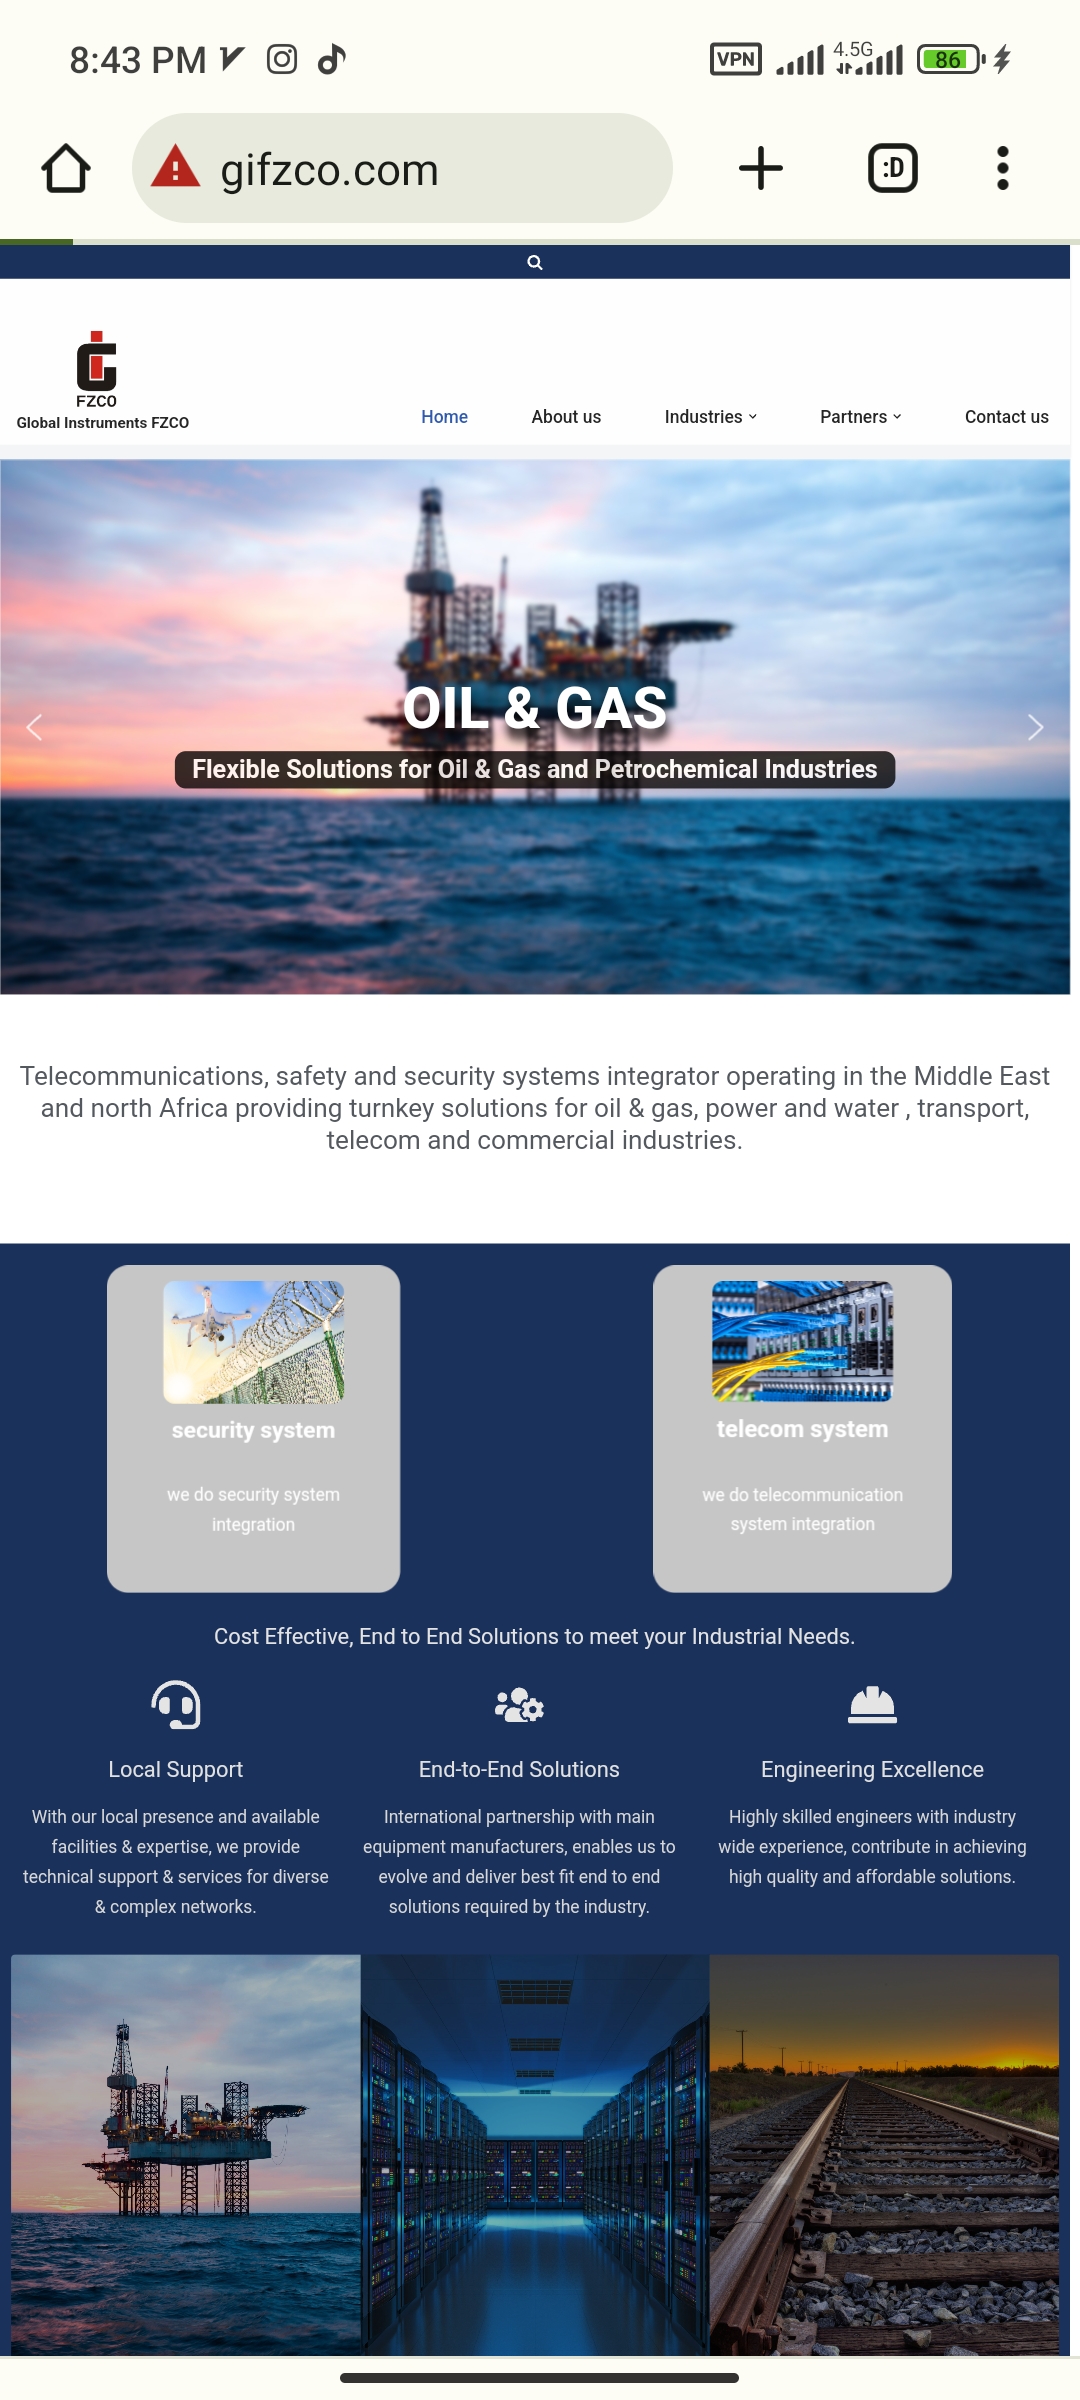 8:43 PM
VPN
4.5G
86
gifzco.com
:D
FZCO
Global Instruments FZCO
Home
About us
Industries
Partners
Contact us
OIL & GAS
Flexible Solutions for Oil & Gas and Petrochemical Industries
Telecommunications, safety and security systems integrator operating in the Middle East
and north Africa providing turnkey solutions for oil & gas, power and water , transport,
telecom and commercial industries.
security system
we do security system
integration
telecom system
we do telecommunication
system integration
Cost Effective, End to End Solutions to meet your Industrial Needs.
Local Support
With our local presence and available
facilities & expertise, we provide
technical support & services for diverse
& complex networks.
End-to-End Solutions
International partnership with main
equipment manufacturers, enables us to
evolve and deliver best fit end to end
solutions required by the industry.
Engineering Excellence
Highly skilled engineers with industry
wide experience, contribute in achieving
high quality and affordable solutions.